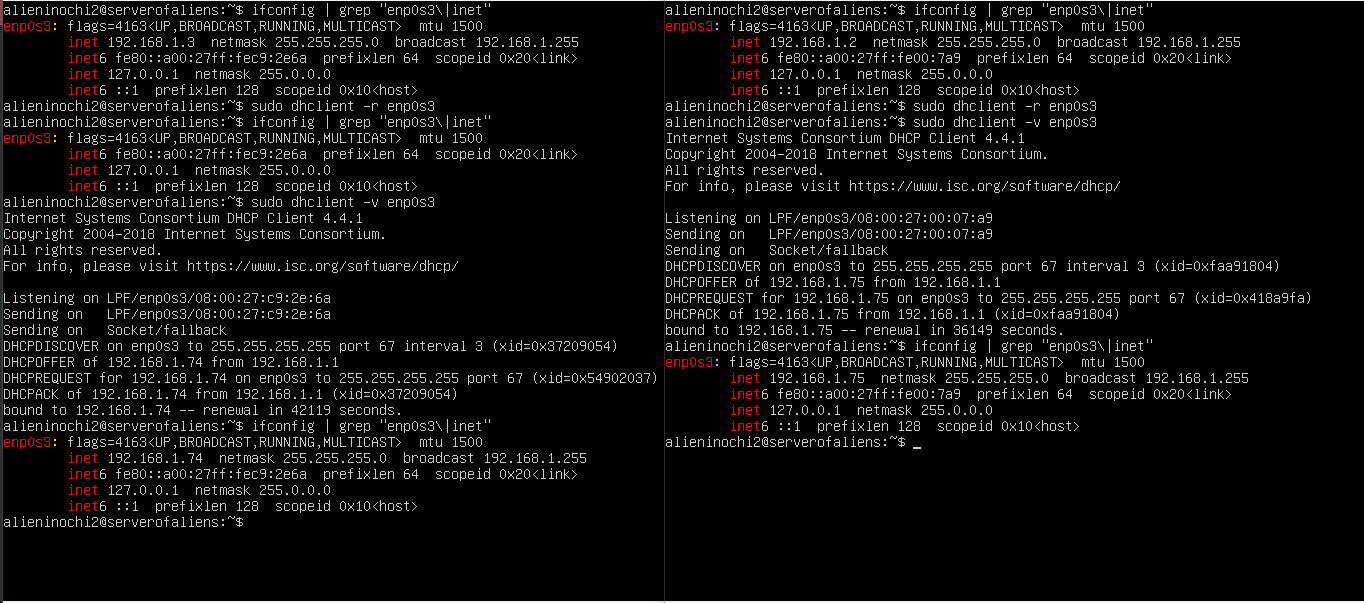 alieninochi2@serverofaliens:~$ ifconfig | grep "enp0s3\|inet"
enp0s3: flags=4163<UP,BROADCAST,RUNNING,MULTICAST>  mtu 1500
        inet 192.168.1.3  netmask 255.255.255.0  broadcast 192.168.1.255
        inet6 fe80::a00:27ff:fec9:2e6a  prefixlen 64  scopeid 0x20<link>
        inet 127.0.0.1  netmask 255.0.0.0
        inet6 ::1  prefixlen 128  scopeid 0x10<host>
alieninochi2@serverofaliens:~$ sudo dhclient -r enp0s3
alieninochi2@serverofaliens:~$ ifconfig | grep "enp0s3\|inet"
enp0s3: flags=4163<UP,BROADCAST,RUNNING,MULTICAST>  mtu 1500
        inet6 fe80::a00:27ff:fec9:2e6a  prefixlen 64  scopeid 0x20<link>
        inet 127.0.0.1  netmask 255.0.0.0
        inet6 ::1  prefixlen 128  scopeid 0x10<host>
alieninochi2@serverofaliens:~$ sudo dhclient -v enp0s3
Internet Systems Consortium DHCP Client 4.4.1
Copyright 2004-2018 Internet Systems Consortium.
All rights reserved.
For info, please visit https://www.isc.org/software/dhcp/

Listening on LPF/enp0s3/08:00:27:c9:2e:6a
Sending on   LPF/enp0s3/08:00:27:c9:2e:6a
Sending on   Socket/fallback
DHCPDISCOVER on enp0s3 to 255.255.255.255 port 67 interval 3 (xid=0x37209054)
DHCPOFFER of 192.168.1.74 from 192.168.1.1
DHCPREQUEST for 192.168.1.74 on enp0s3 to 255.255.255.255 port 67 (xid=0x54902037)
DHCPACK of 192.168.1.74 from 192.168.1.1 (xid=0x37209054)
bound to 192.168.1.74 -- renewal in 42119 seconds.
alieninochi2@serverofaliens:~$ ifconfig | grep "enp0s3\|inet"
enp0s3: flags=4163<UP,BROADCAST,RUNNING,MULTICAST>  mtu 1500
        inet 192.168.1.74  netmask 255.255.255.0  broadcast 192.168.1.255
        inet6 fe80::a00:27ff:fec9:2e6a  prefixlen 64  scopeid 0x20<link>
        inet 127.0.0.1  netmask 255.0.0.0
        inet6 ::1  prefixlen 128  scopeid 0x10<host>
alieninochi2@serverofaliens:~$
alieninochi2@serverofaliens:~$ ifconfig | grep "enp0s3\|inet"
enp0s3: flags=4163<UP,BROADCAST,RUNNING,MULTICAST>  mtu 1500
        inet 192.168.1.2  netmask 255.255.255.0  broadcast 192.168.1.255
        inet6 fe80::a00:27ff:fe00:7a9  prefixlen 64  scopeid 0x20<link>
        inet 127.0.0.1  netmask 255.0.0.0
        inet6 ::1  prefixlen 128  scopeid 0x10<host>
alieninochi2@serverofaliens:~$ sudo dhclient -r enp0s3
alieninochi2@serverofaliens:~$ sudo dhclient -v enp0s3
Internet Systems Consortium DHCP Client 4.4.1
Copyright 2004-2018 Internet Systems Consortium.
All rights reserved.
For info, please visit https://www.isc.org/software/dhcp/

Listening on LPF/enp0s3/08:00:27:00:07:a9
Sending on   LPF/enp0s3/08:00:27:00:07:a9
Sending on   Socket/fallback
DHCPDISCOVER on enp0s3 to 255.255.255.255 port 67 interval 3 (xid=0xfaa91804)
DHCPOFFER of 192.168.1.75 from 192.168.1.1
DHCPREQUEST for 192.168.1.75 on enp0s3 to 255.255.255.255 port 67 (xid=0x418a9fa)
DHCPACK of 192.168.1.75 from 192.168.1.1 (xid=0xfaa91804)
bound to 192.168.1.75 -- renewal in 36149 seconds.
alieninochi2@serverofaliens:~$ ifconfig | grep "enp0s3\|inet"
enp0s3: flags=4163<UP,BROADCAST,RUNNING,MULTICAST>  mtu 1500
        inet 192.168.1.75  netmask 255.255.255.0  broadcast 192.168.1.255
        inet6 fe80::a00:27ff:fe00:7a9  prefixlen 64  scopeid 0x20<link>
        inet 127.0.0.1  netmask 255.0.0.0
        inet6 ::1  prefixlen 128  scopeid 0x10<host>
alieninochi2@serverofaliens:~$ _